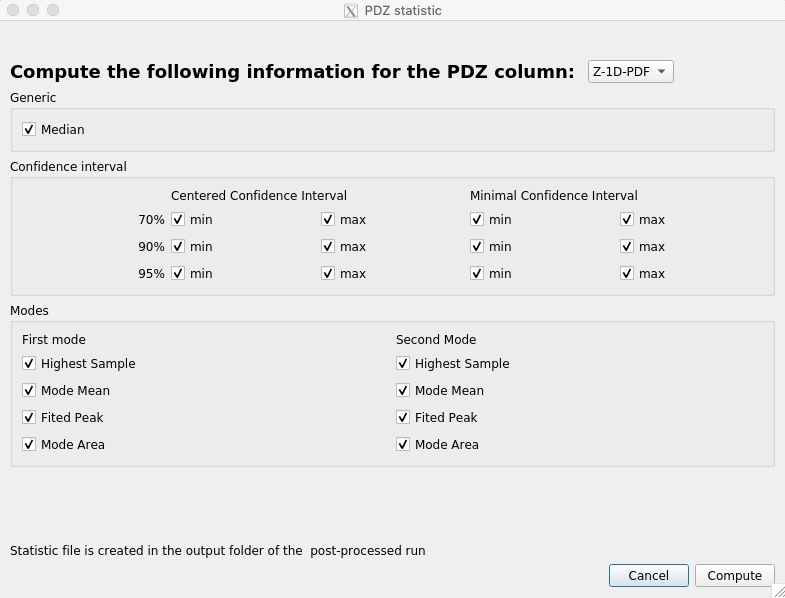 PDZ statistic
Compute the following information for the PDZ column: Z-1D-PDF
Generic
Median
Confidence interval
Centered Confidence Interval Minimal Confidence Interval
70% min max min max
90% min max min max
95% min max min max
Modes
First mode Second Mode
Highest Sample Highest Sample
Mode Mean Mode Mean
Fited Peak Fited Peak
Mode Area Mode Area
Statistic file is created in the output folder of the  post-processed run
Cancel Compute